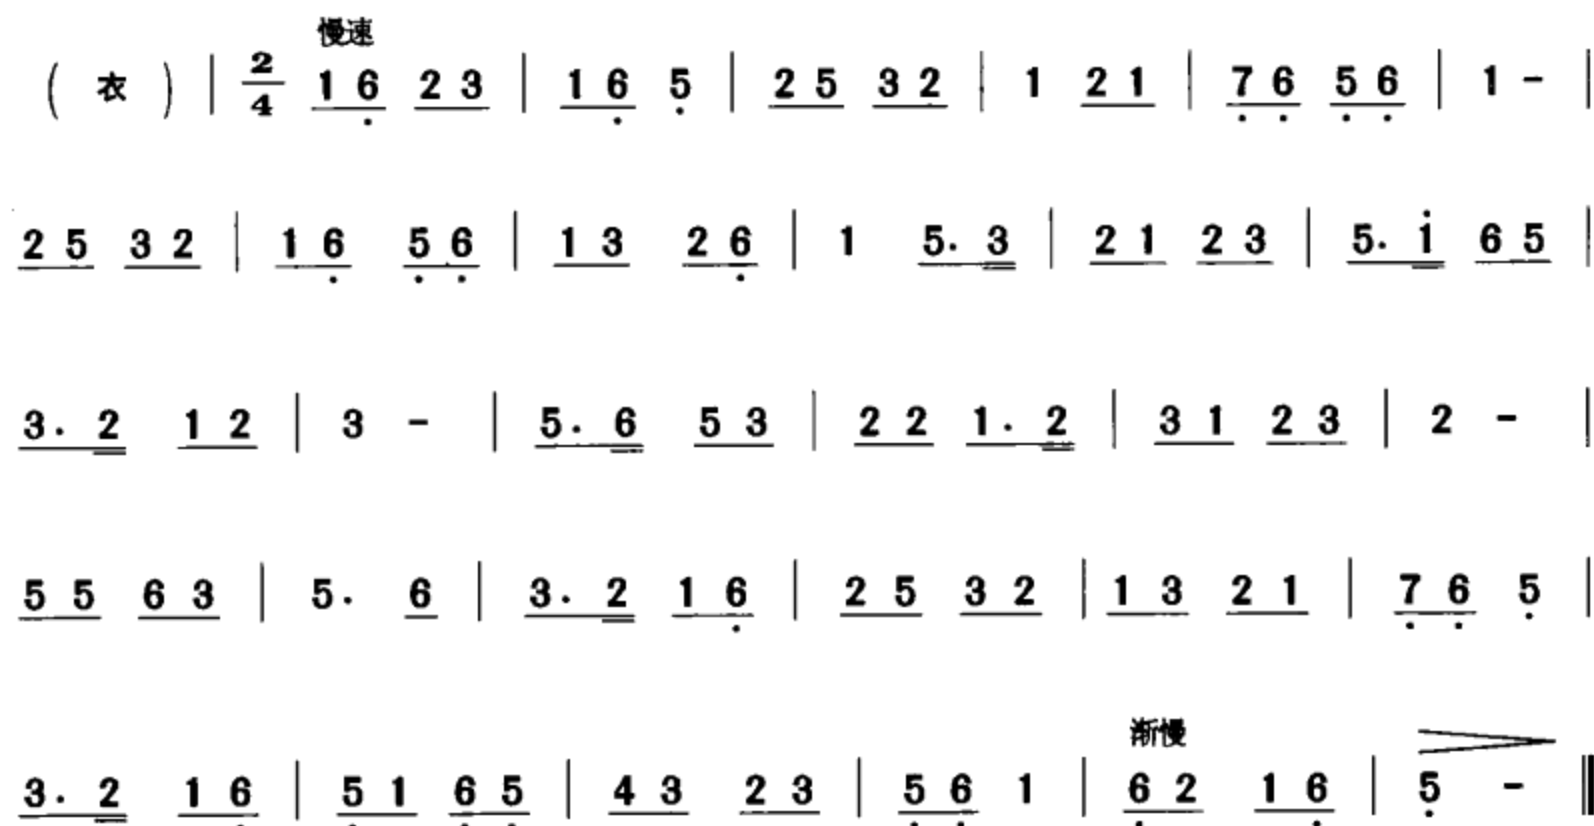 慢速
( 衣 ) | 2/4 1 6̣ 2 3 | 1 6̣ 5̣ | 2 5 3 2 | 1 2 1 | 7̣ 6̣ 5̣ 6̣ | 1 - |
2 5 3 2 | 1 6̣ 5̣ 6̣ | 1 3 2 6̣ | 1 5. 3 | 2 1 2 3 | 5. 1̇ 6 5 |
3. 2 1 2 | 3 - | 5. 6 5 3 | 2 2 1. 2 | 3 1 2 3 | 2 - |
5 5 6 3 | 5. 6 | 3. 2 1 6̣ | 2 5 3 2 | 1 3 2 1 | 7̣ 6̣ 5̣ |
渐慢
3. 2 1 6̣ | 5̣ 1 6̣ 5̣ | 4 3 2 3 | 5̣ 6̣ 1 | 6̣ 2 1 6̣ | 5̣ - ‖